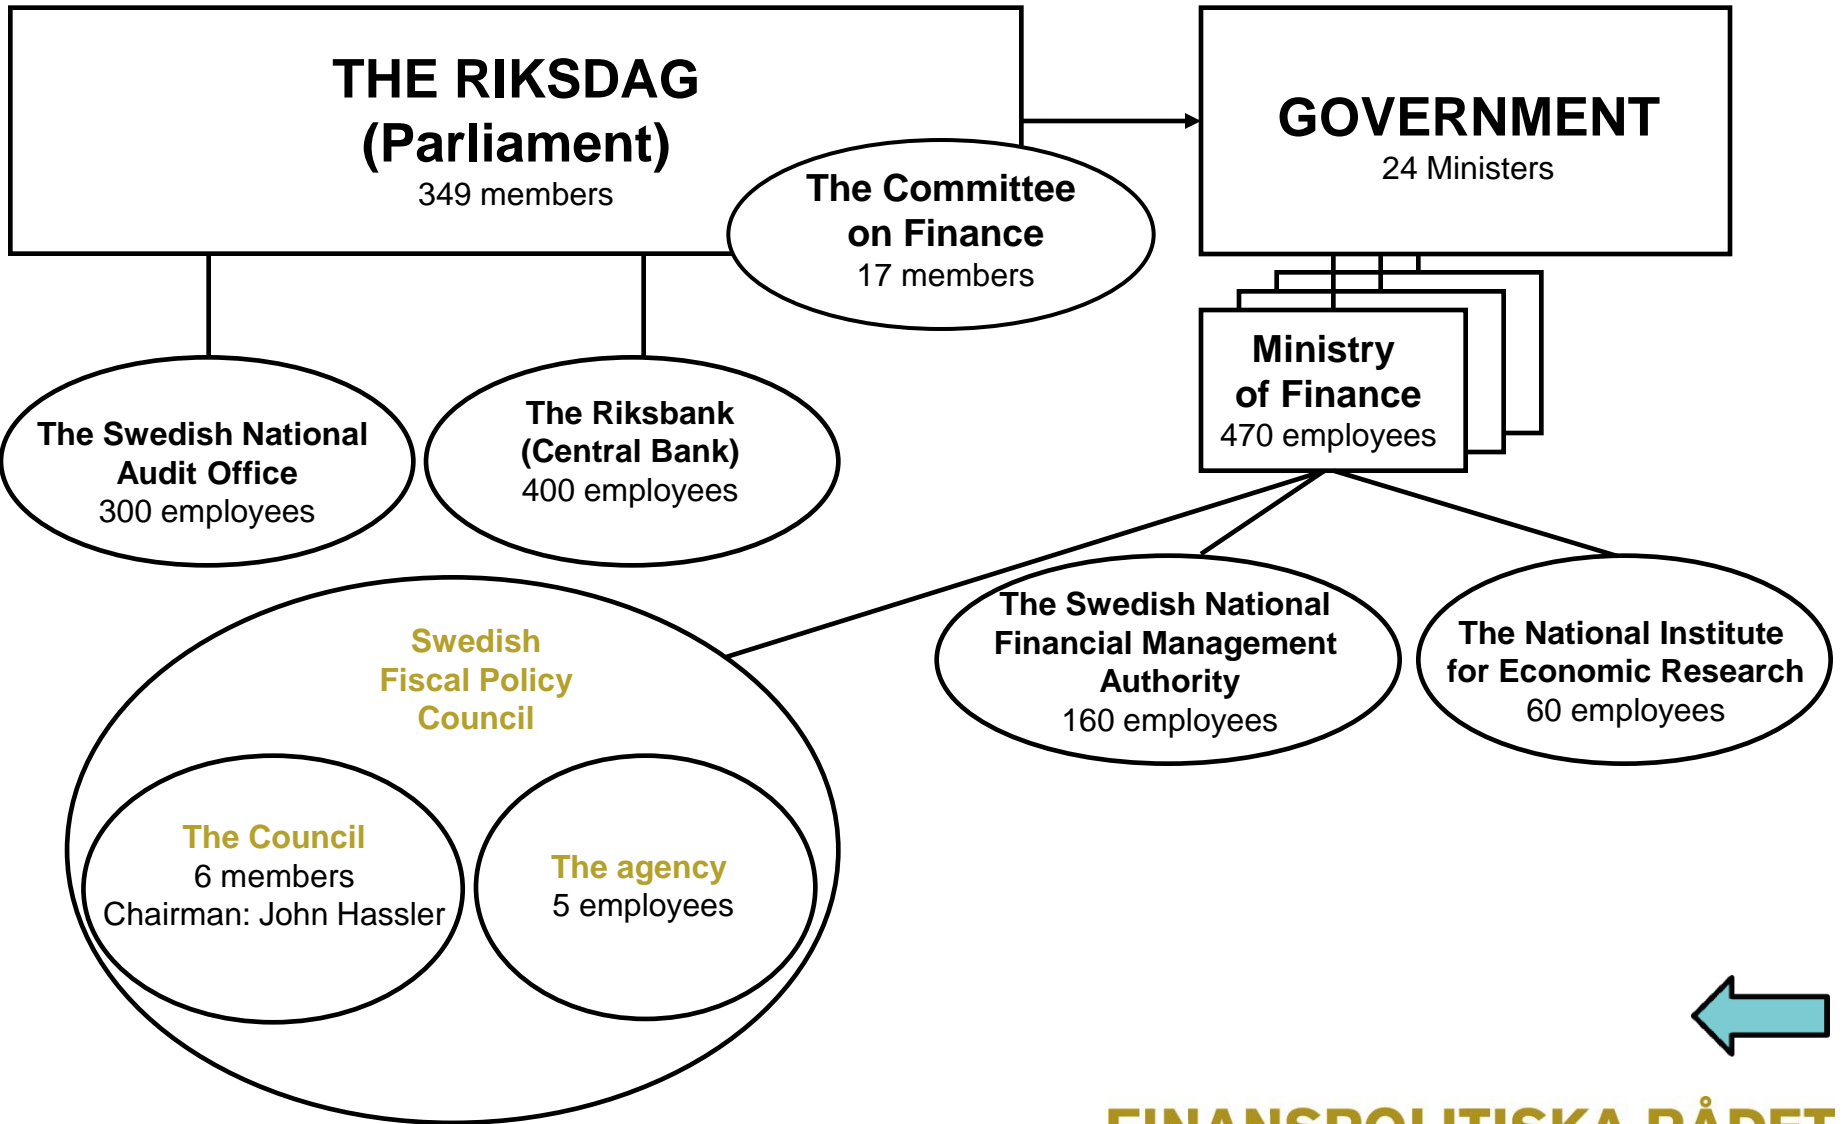 THE RIKSDAG
(Parliament)
349 members
The Committee
on Finance
17 members
GOVERNMENT
24 Ministers
Ministry
of Finance
470 employees
The Swedish National
Audit Office
300 employees
The Riksbank
(Central Bank)
400 employees
Swedish
Fiscal Policy
Council
The Council
6 members
Chairman: John Hassler
The agency
5 employees
The Swedish National
Financial Management
Authority
160 employees
The National Institute
for Economic Research
60 employees
FINANSPOLITISKA RÅDET